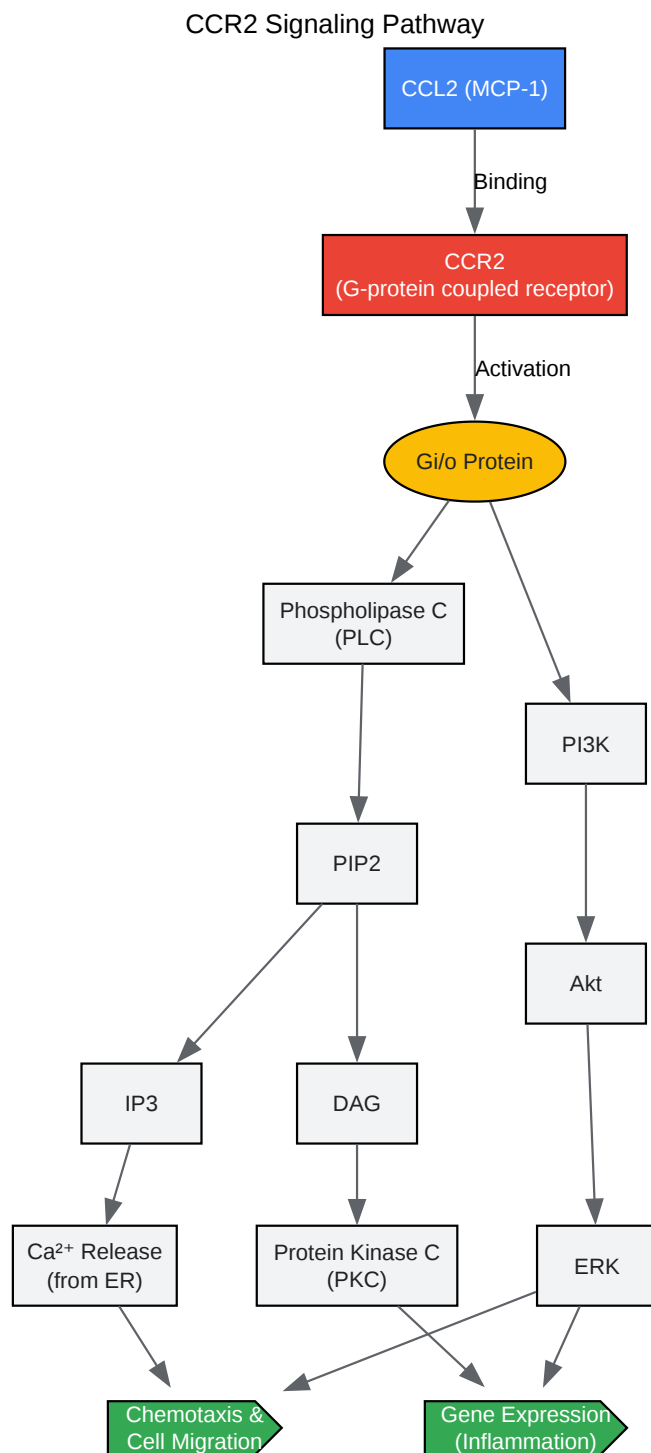 CCR2 Signaling Pathway
CCL2 (MCP-1)
Binding
CCR2
(G-protein coupled receptor)
Activation
Gi/o Protein
Phospholipase C
(PLC)
PI3K
PIP2
Akt
IP3
DAG
Ca²⁺ Release
(from ER)
Protein Kinase C
(PKC)
ERK
Chemotaxis &
Cell Migration
Gene Expression
(Inflammation)